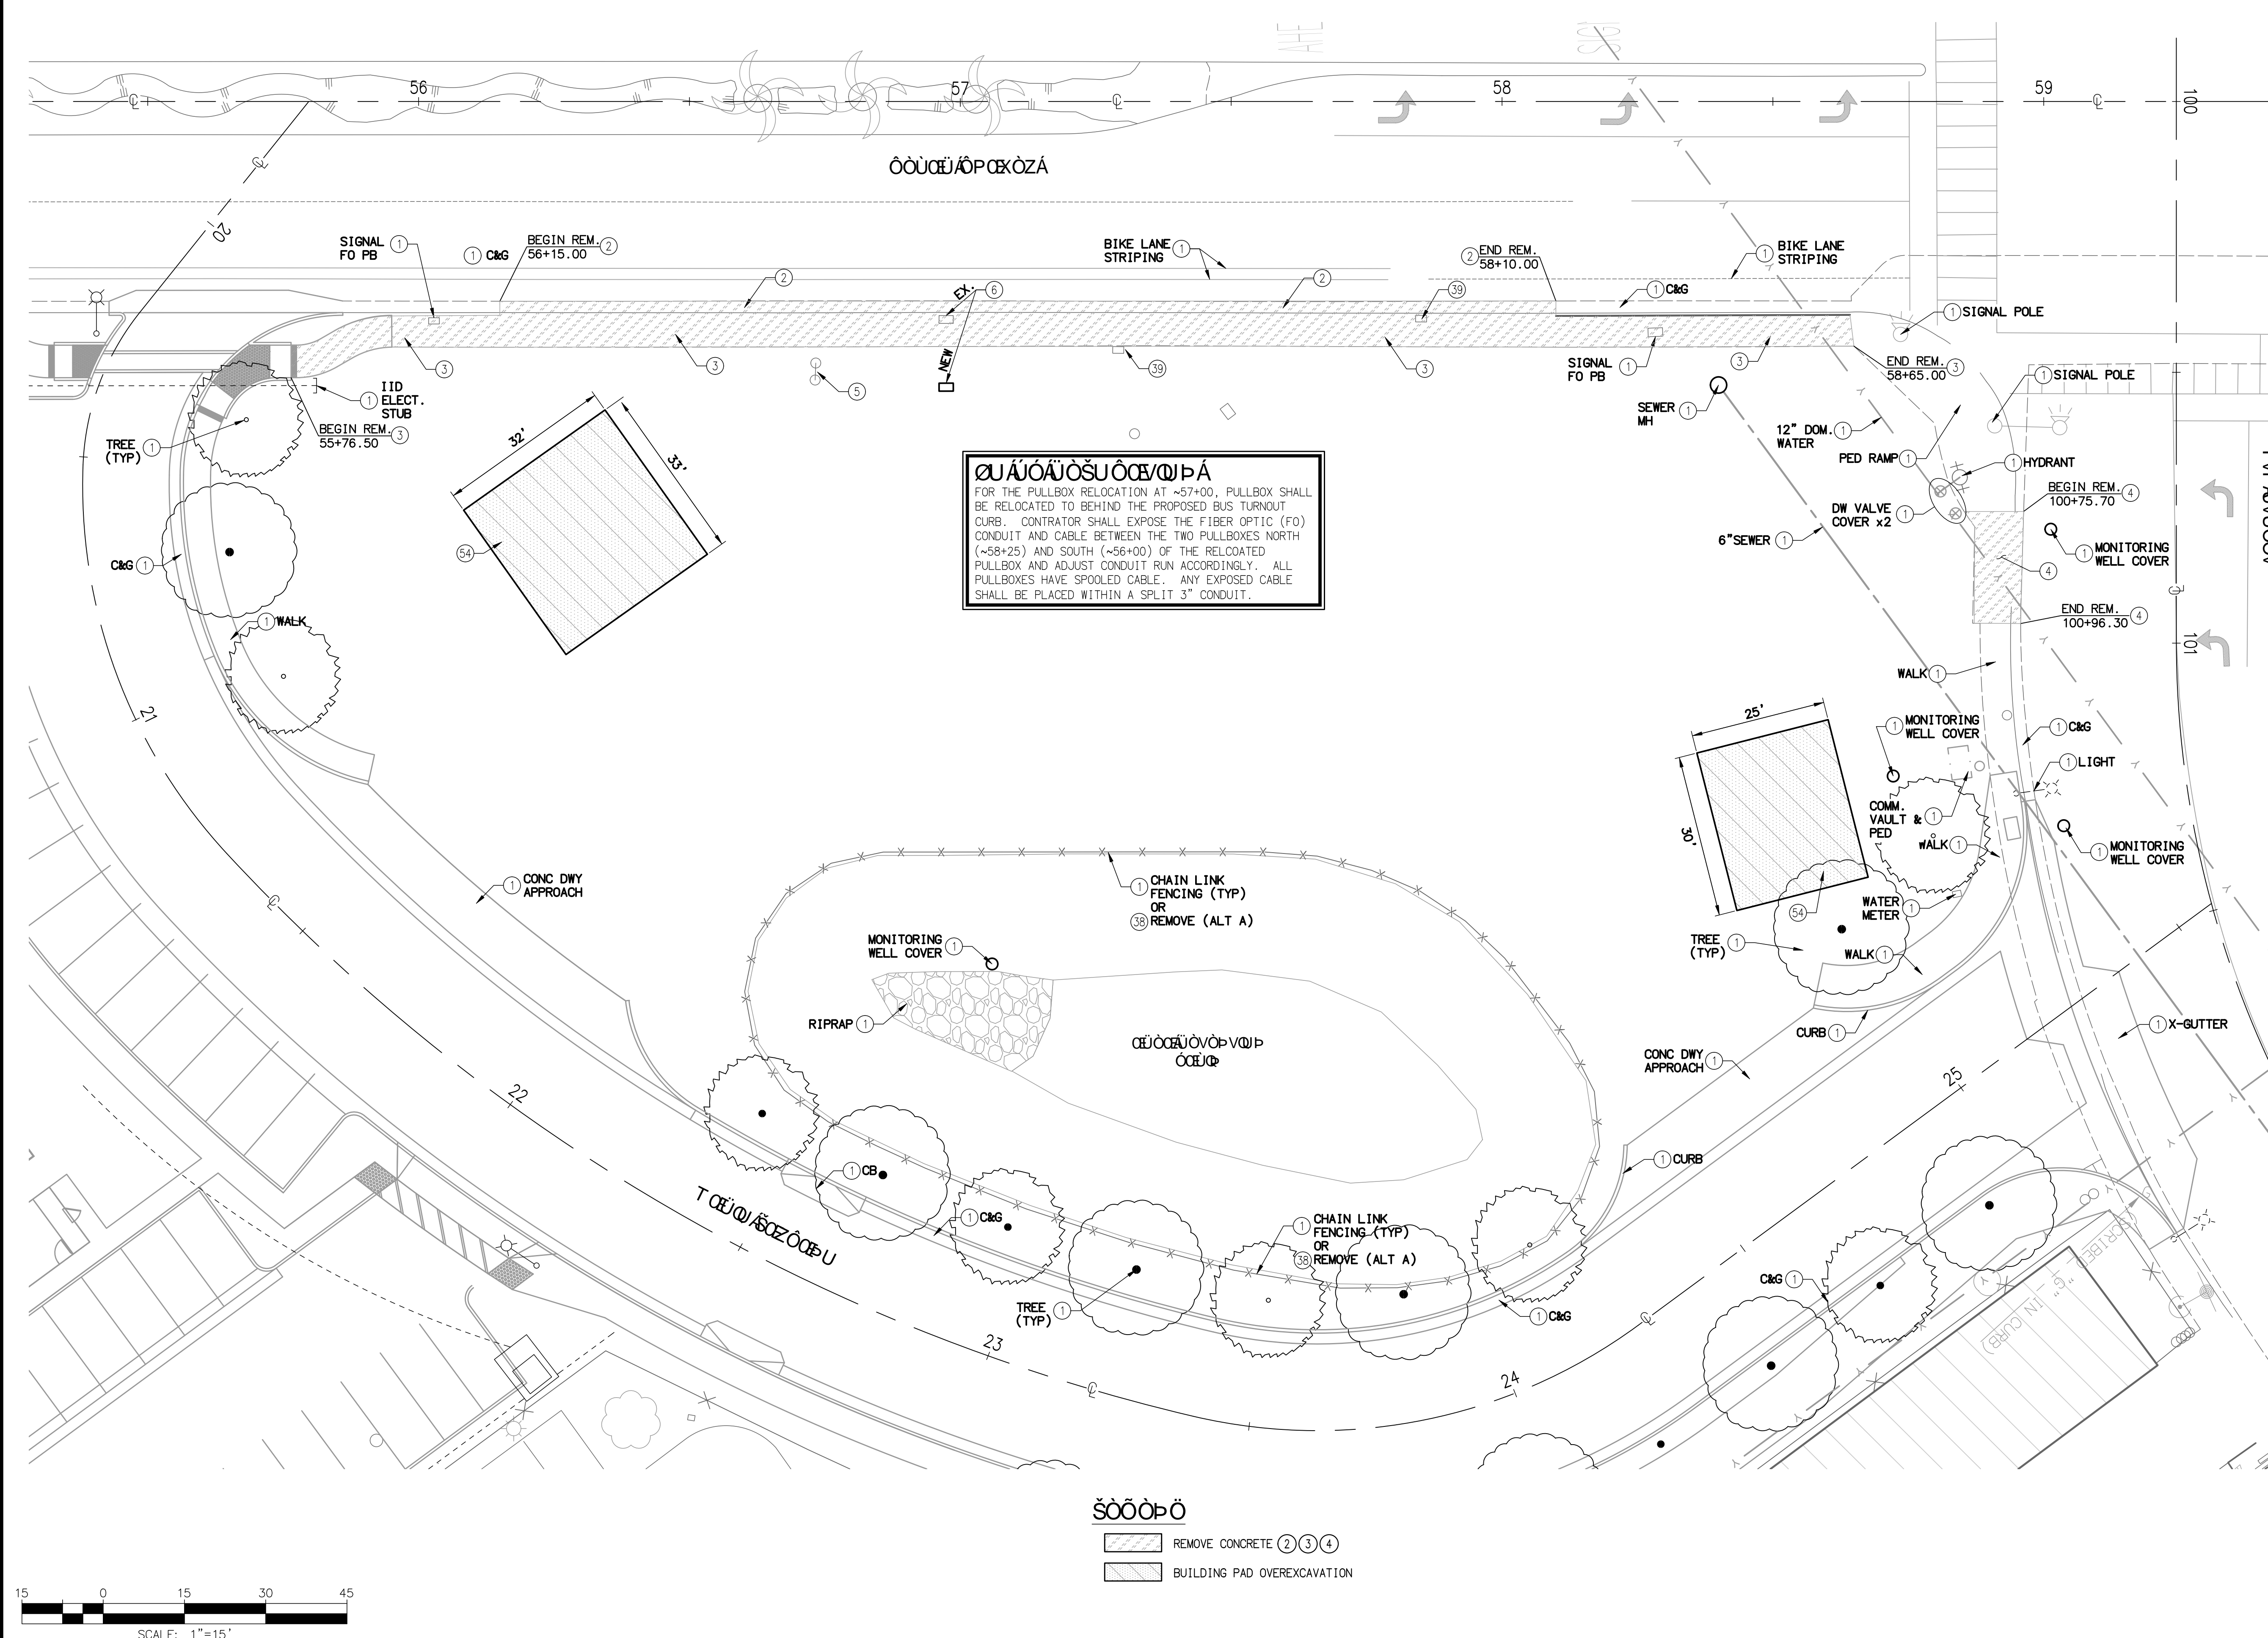 56
57
58
59
100
ÔÒÙŒÜÁÔPŒXÒZÁ
20
SIGNAL ①
FO PB
① C&G
BEGIN REM. ②
56+15.00
BIKE LANE ①
STRIPING
② END REM.
58+10.00
① BIKE LANE
STRIPING
②
EX. ⑥
②
㊴
① C&G
① SIGNAL POLE
③
③
NEW
⑤
㊴
③
SIGNAL ①
FO PB
③
END REM. ③
58+65.00
① SIGNAL POLE
① IID
ELECT.
STUB
BEGIN REM. ③
55+76.50
TREE ①
(TYP)
32'
33'
SEWER ①
MH
12" DOM. ①
WATER
PED RAMP ①
① HYDRANT
FOR THE PULLBOX RELOCATION AT ~57+00, PULLBOX SHALL
BE RELOCATED TO BEHIND THE PROPOSED BUS TURNOUT
CURB. CONTRATOR SHALL EXPOSE THE FIBER OPTIC (FO)
CONDUIT AND CABLE BETWEEN THE TWO PULLBOXES NORTH
(~58+25) AND SOUTH (~56+00) OF THE RELCOATED
PULLBOX AND ADJUST CONDUIT RUN ACCORDINGLY. ALL
PULLBOXES HAVE SPOOLED CABLE. ANY EXPOSED CABLE
SHALL BE PLACED WITHIN A SPLIT 3" CONDUIT.
BEGIN REM. ④
100+75.70
DW VALVE ①
COVER x2
6"SEWER ①
① MONITORING
WELL COVER
④
END REM. ④
100+96.30
101
C&G ①
54
① WALK
WALK ①
21
25'
30'
① MONITORING
WELL COVER
① C&G
① LIGHT
COMM.
VAULT & ①
PED
WALK ①
① MONITORING
WELL COVER
① CONC DWY
APPROACH
① CHAIN LINK
FENCING (TYP)
OR
㊳ REMOVE (ALT A)
54
WATER ①
METER
MONITORING ①
WELL COVER
TREE ①
(TYP)
WALK ①
RIPRAP ①
CURB ①
① X-GUTTER
CONC DWY ①
APPROACH
22
25
① CB
① CURB
① C&G
① CHAIN LINK
FENCING (TYP)
OR
㊳ REMOVE (ALT A)
C&G ①
TREE ①
(TYP)
① C&G
23
24
REMOVE CONCRETE ② ③ ④
BUILDING PAD OVEREXCAVATION
15 0 15 30 45
SCALE: 1"=15'